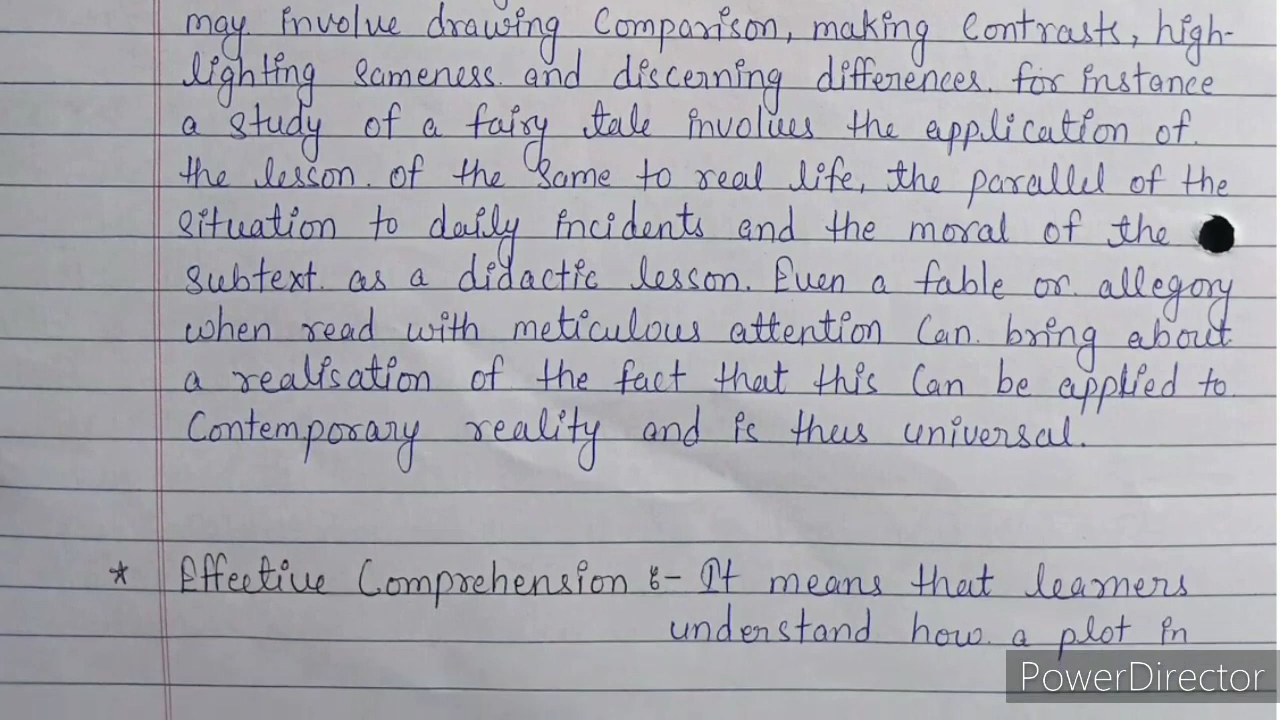 may involve drawing Comparison, making Contrasts, high-
lighting sameness and discerning differences. for instance
a study of a fairy tale involves the application of
the lesson of the same to real life, the parallel of the
situation to daily incidents and the moral of the
subtext as a didactic lesson. Even a fable or allegory
when read with meticulous attention Can bring about
a realisation of the fact that this Can be applied to
Contemporary reality and is thus universal.
* Effective Comprehension :- It means that learners
understand how a plot in
PowerDirector